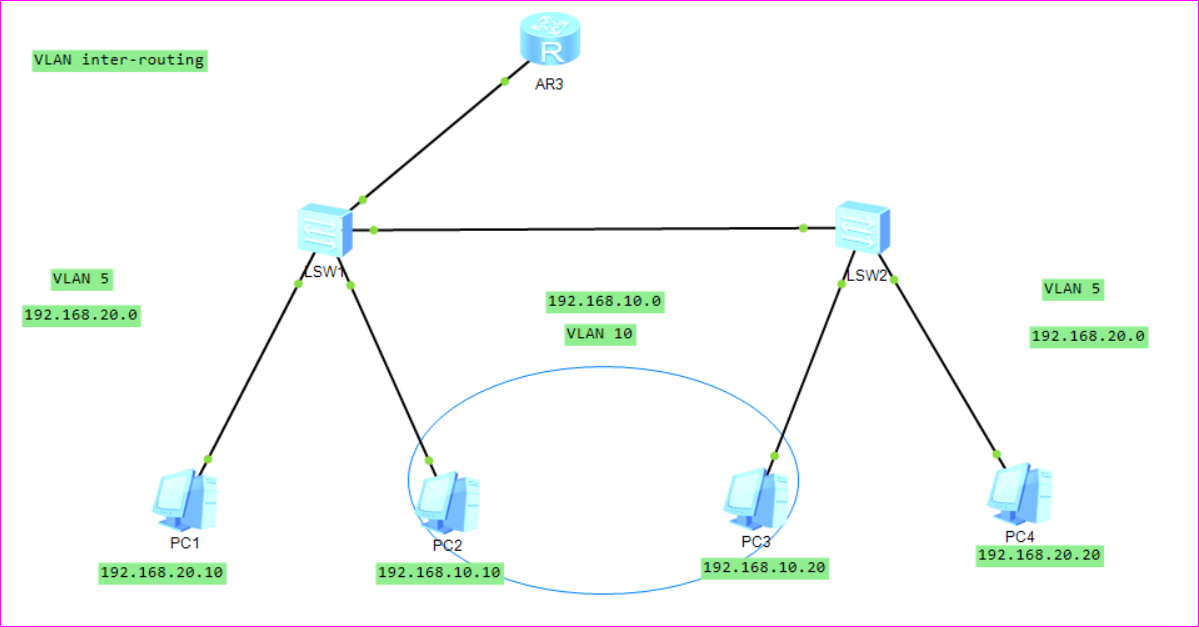 VLAN inter-routing
R
AR3
LSW1
LSW2
VLAN 5
192.168.20.0
192.168.10.0
VLAN 10
VLAN 5
192.168.20.0
PC1
PC2
PC3
PC4
192.168.20.10
192.168.10.10
192.168.10.20
192.168.20.20